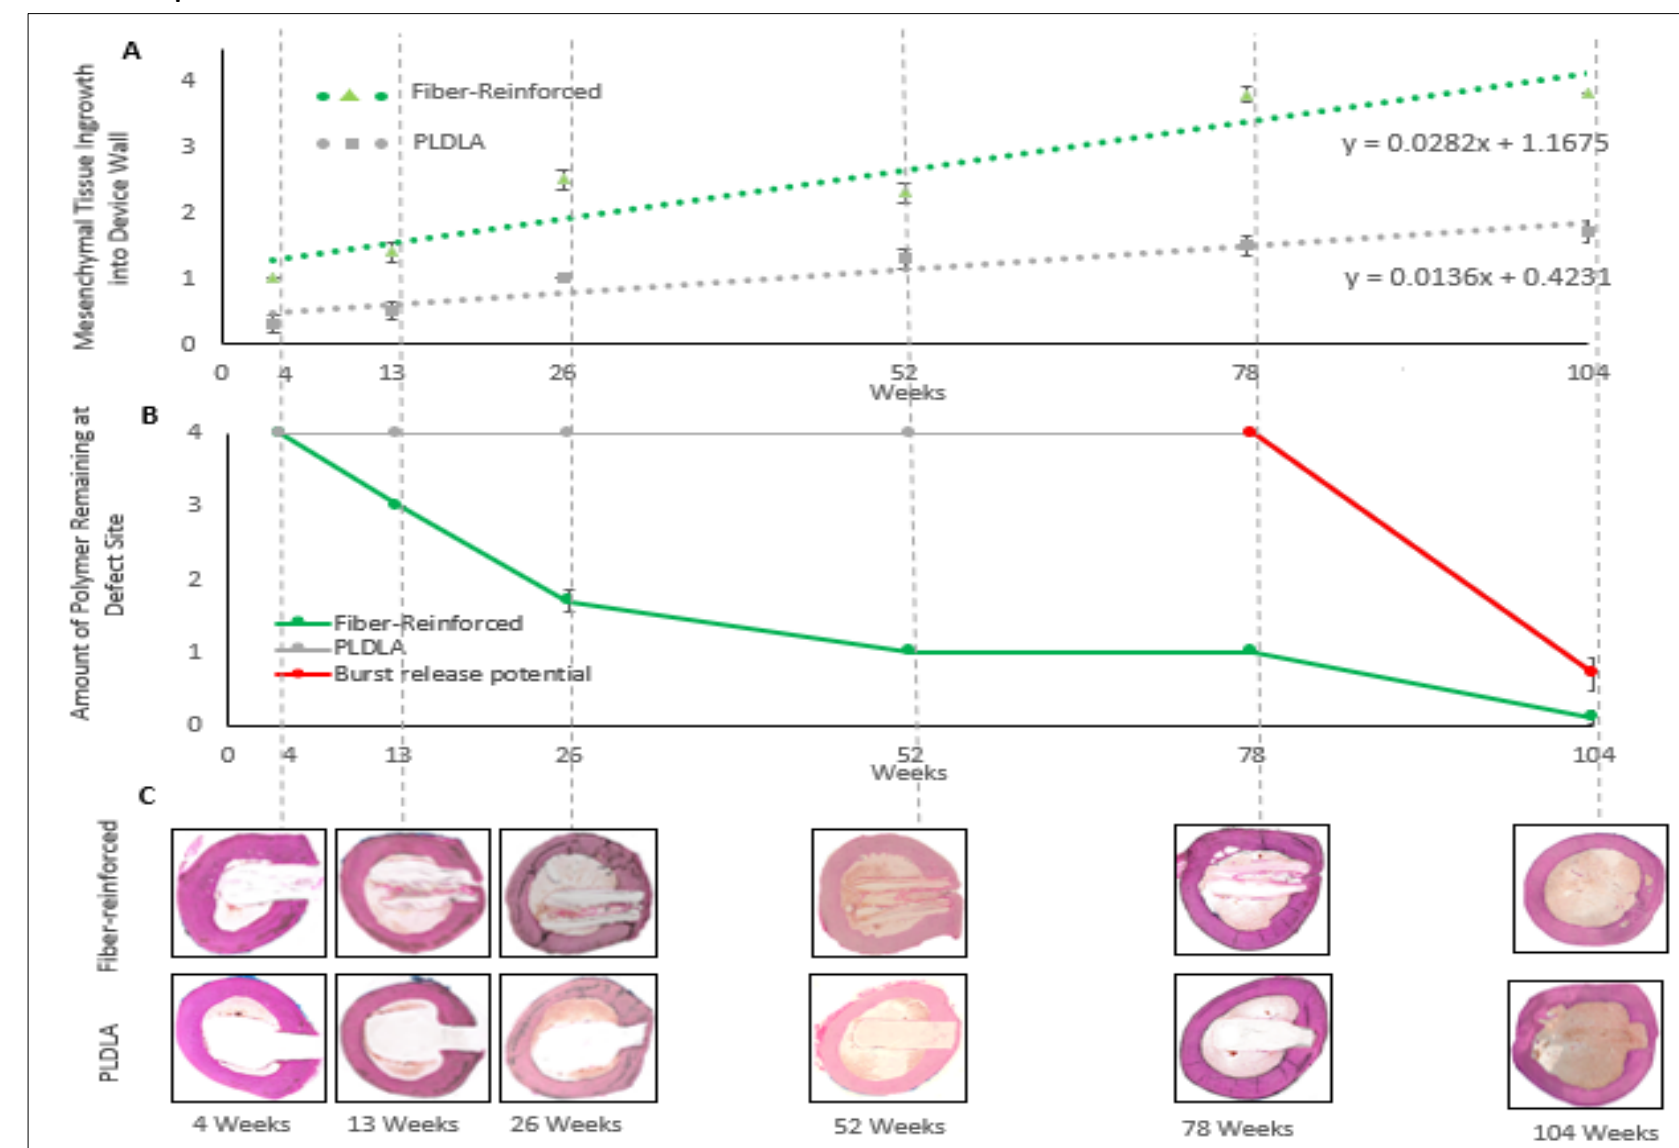 A
Mesenchymal Tissue Ingrowth
into Device Wall
4
3
2
1
0
Fiber-Reinforced
PLDLA
y = 0.0282x + 1.1675
y = 0.0136x + 0.4231
0 4 13 26 52 78 104
Weeks
B
Amount of Polymer Remaining at
Defect Site
4
3
2
1
0
Fiber-Reinforced
PLDLA
Burst release potential
0 4 13 26 52 78 104
Weeks
C
Fiber-reinforced
PLDLA
4 Weeks 13 Weeks 26 Weeks 52 Weeks 78 Weeks 104 Weeks